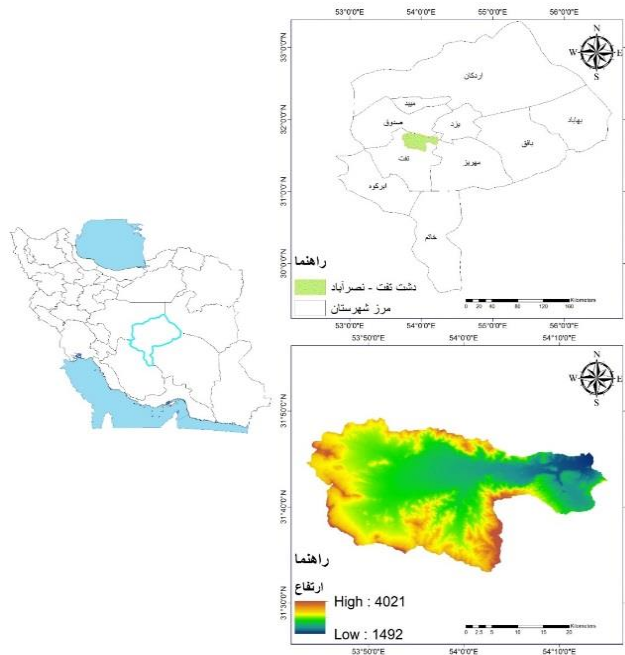 53°0'0"E 54°0'0"E 55°0'0"E 56°0'0"E
33°0'0"N
32°0'0"N
31°0'0"N
30°0'0"N
N
W E
S
اردکان
میبد
صدوق
یزد
بهاباد
بافق
تفت
مهریز
ابرکوه
خاتم
راهنما
دشت تفت - نصرآباد
مرز شهرستان
0 20 40 80 120 160 Kilometers
53°0'0"E 54°0'0"E 55°0'0"E 56°0'0"E
53°50'0"E 54°0'0"E 54°10'0"E
31°50'0"N
31°40'0"N
31°30'0"N
N
W E
S
راهنما
ارتفاع
High : 4021
Low : 1492
0 2.5 5 10 15 20 Kilometers
53°50'0"E 54°0'0"E 54°10'0"E